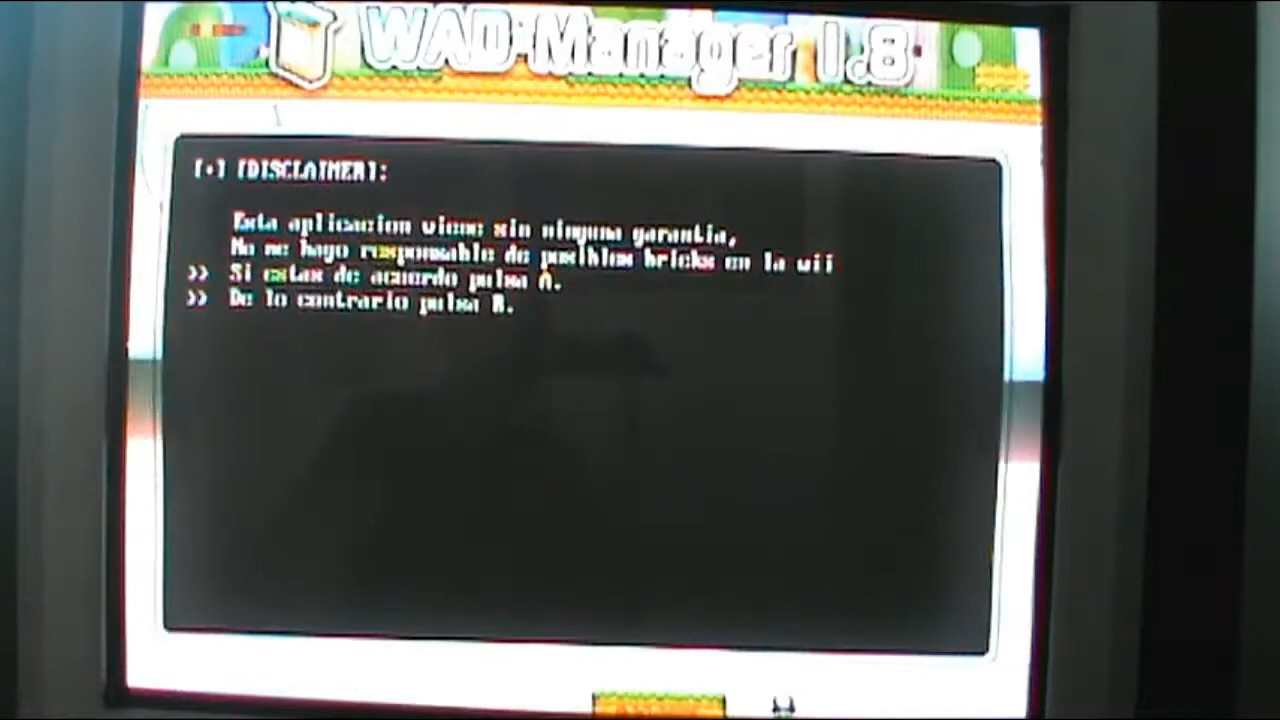 WAD Manager 1.8
[+] [DISCLAIMER]:
Esta aplicacion viene sin ninguna garantia,
No me hago responsable de posibles bricks en la wii
>> Si estas de acuerdo pulsa A.
>> De lo contrario pulsa B.